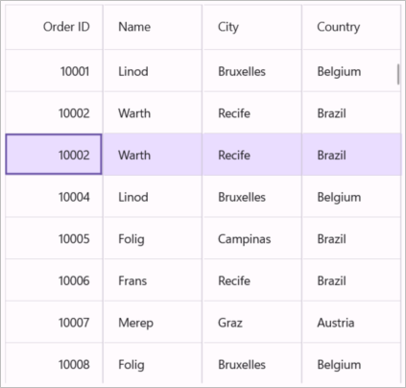 Order ID Name City Country
10001 Linod Bruxelles Belgium
10002 Warth Recife Brazil
10002 Warth Recife Brazil
10004 Linod Bruxelles Belgium
10005 Folig Campinas Brazil
10006 Frans Recife Brazil
10007 Merep Graz Austria
10008 Folig Bruxelles Belgium